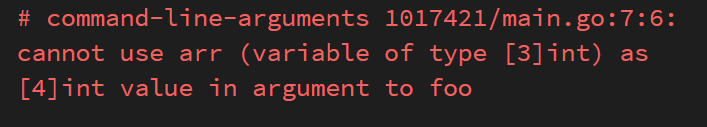 # command-line-arguments 1017421/main.go:7:6:
cannot use arr (variable of type [3]int) as
[4]int value in argument to foo